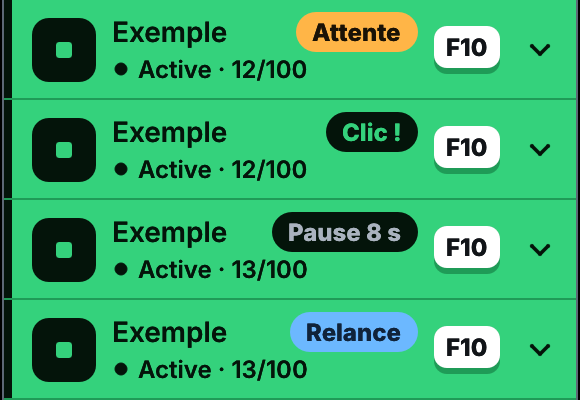 Exemple Attente F10
Active · 12/100
Exemple Clic ! F10
Active · 12/100
Exemple Pause 8 s F10
Active · 13/100
Exemple Relance F10
Active · 13/100